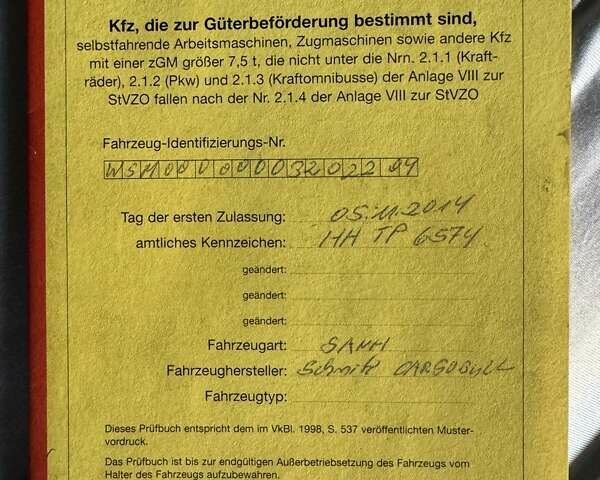 Kfz, die zur Güterbeförderung bestimmt sind,
selbstfahrende Arbeitsmaschinen, Zugmaschinen sowie andere Kfz
mit einer zGM größer 7,5 t, die nicht unter die Nrn. 2.1.1 (Kraft-
räder), 2.1.2 (Pkw) und 2.1.3 (Kraftomnibusse) der Anlage VIII zur
StVZO fallen nach der Nr. 2.1.4 der Anlage VIII zur StVZO
Fahrzeug-Identifizierungs-Nr.
Tag der ersten Zulassung: 05.11.2014
amtliches Kennzeichen: HH TP 6574
geändert:
geändert:
geändert:
Fahrzeugart: SANH
Fahrzeughersteller: Schmitz CARGOBULL
Fahrzeugtyp:
Dieses Prüfbuch entspricht dem im VkBl. 1998, S. 537 veröffentlichten Muster-
vordruck.
Das Prüfbuch ist bis zur endgültigen Außerbetriebsetzung des Fahrzeugs vom
Halter des Fahrzeugs aufzubewahren.